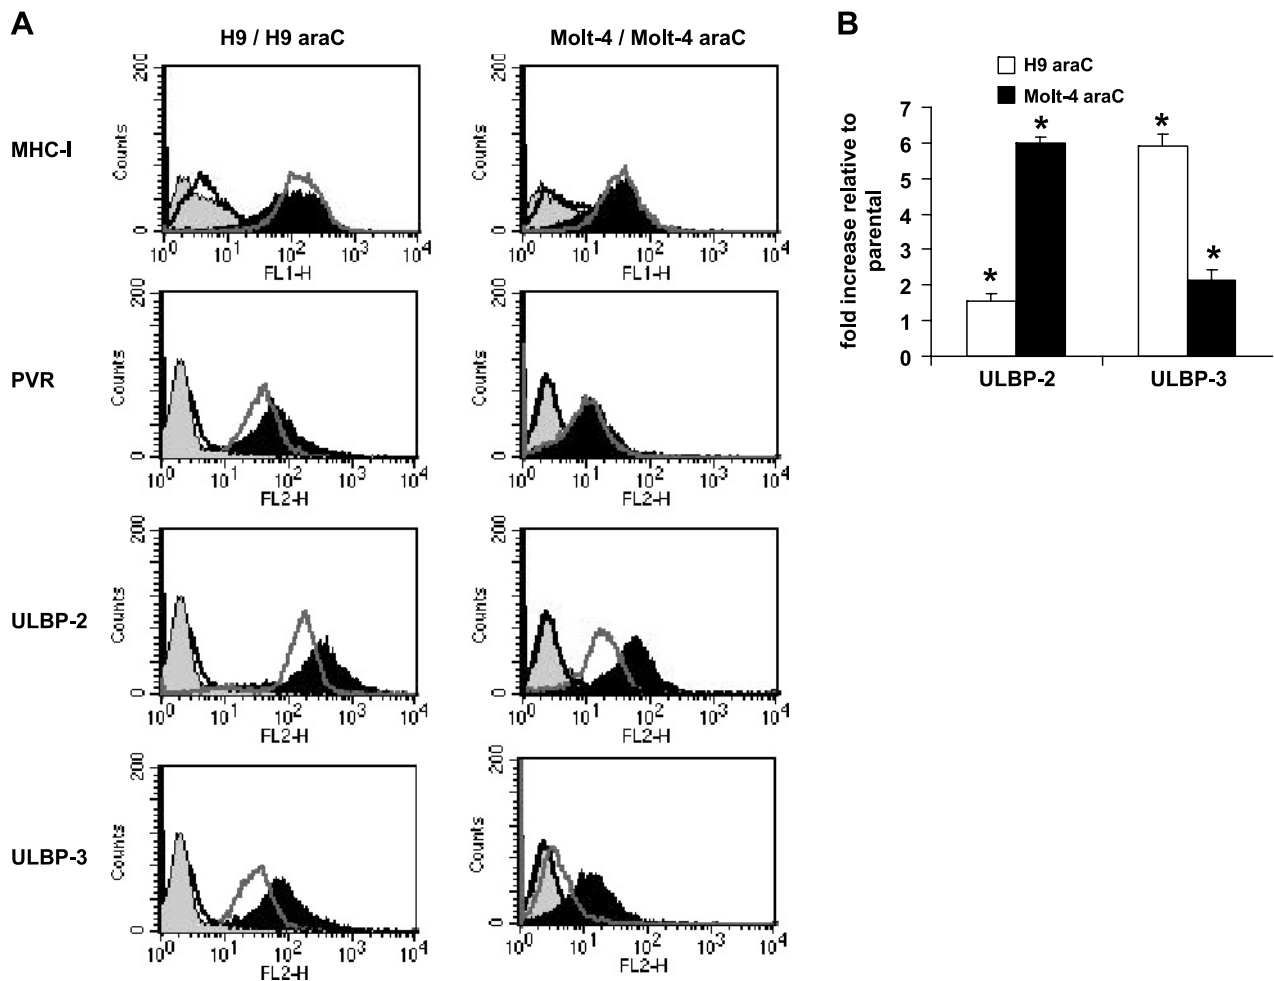 A
H9 / H9 araC
Molt-4 / Molt-4 araC
MHC-I
200
Counts
0
10^0 10^1 10^2 10^3 10^4
FL1-H
200
Counts
0
10^0 10^1 10^2 10^3 10^4
FL1-H
PVR
200
Counts
0
10^0 10^1 10^2 10^3 10^4
FL2-H
200
Counts
0
10^0 10^1 10^2 10^3 10^4
FL2-H
ULBP-2
200
Counts
0
10^0 10^1 10^2 10^3 10^4
FL2-H
200
Counts
0
10^0 10^1 10^2 10^3 10^4
FL2-H
ULBP-3
200
Counts
0
10^0 10^1 10^2 10^3 10^4
FL2-H
200
Counts
0
10^0 10^1 10^2 10^3 10^4
FL2-H
B
H9 araC
Molt-4 araC
fold increase relative to
parental
7
6
5
4
3
2
1
0
*
*
*
*
ULBP-2
ULBP-3